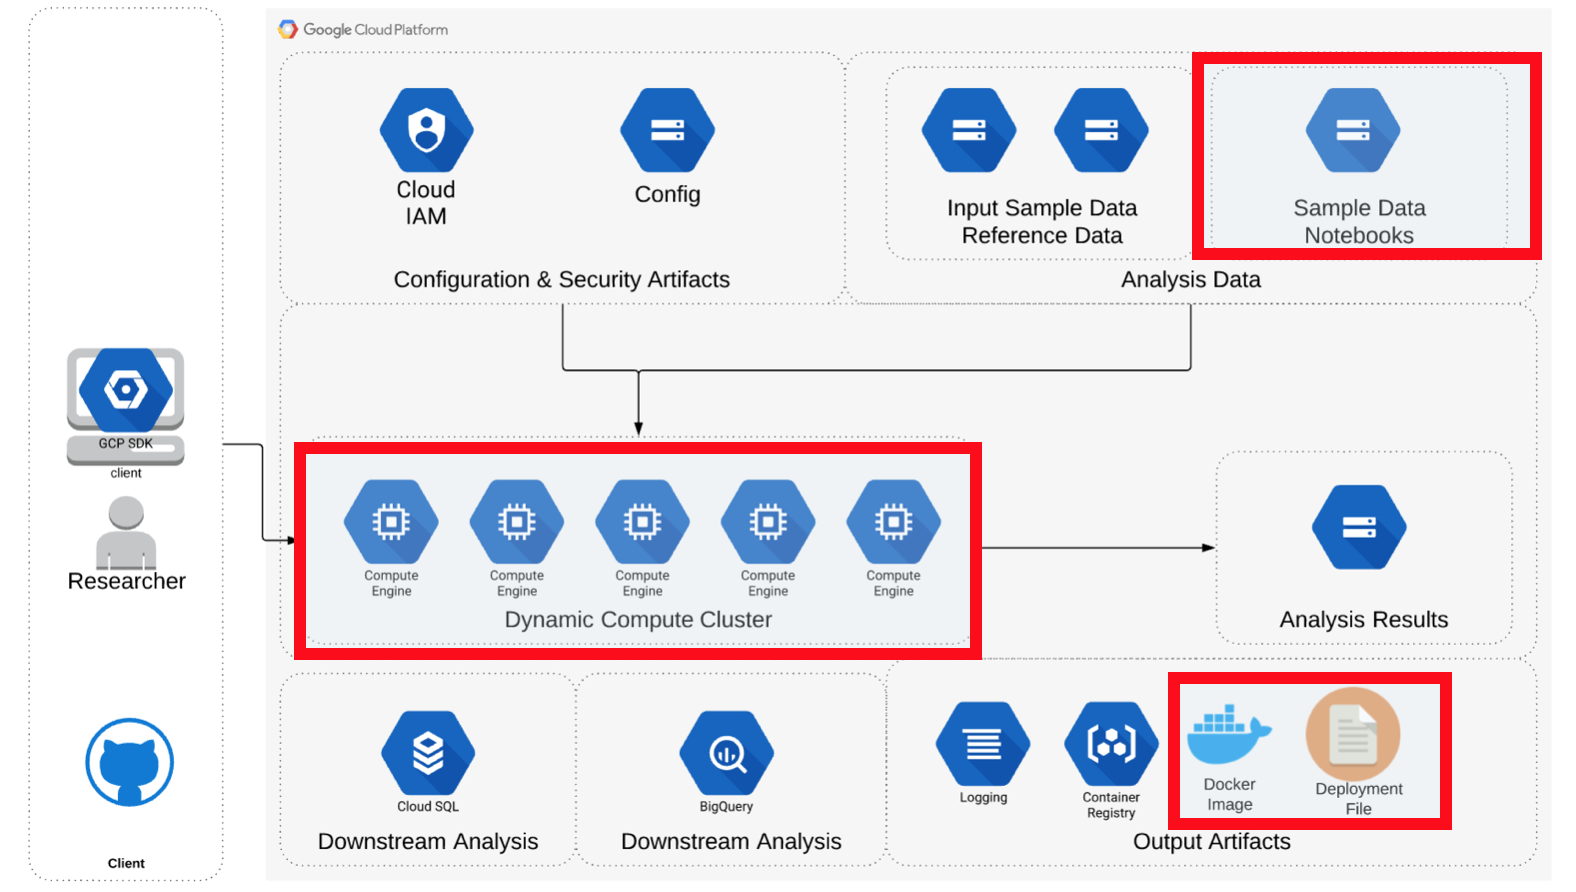 Google Cloud Platform
Cloud
IAM
Config
Configuration & Security Artifacts
Input Sample Data
Reference Data
Sample Data
Notebooks
Analysis Data
GCP SDK
client
Researcher
Client
Compute
Engine
Compute
Engine
Compute
Engine
Compute
Engine
Compute
Engine
Dynamic Compute Cluster
Analysis Results
Cloud SQL
Downstream Analysis
BigQuery
Downstream Analysis
Logging
Container
Registry
Docker
Image
Deployment
File
Output Artifacts